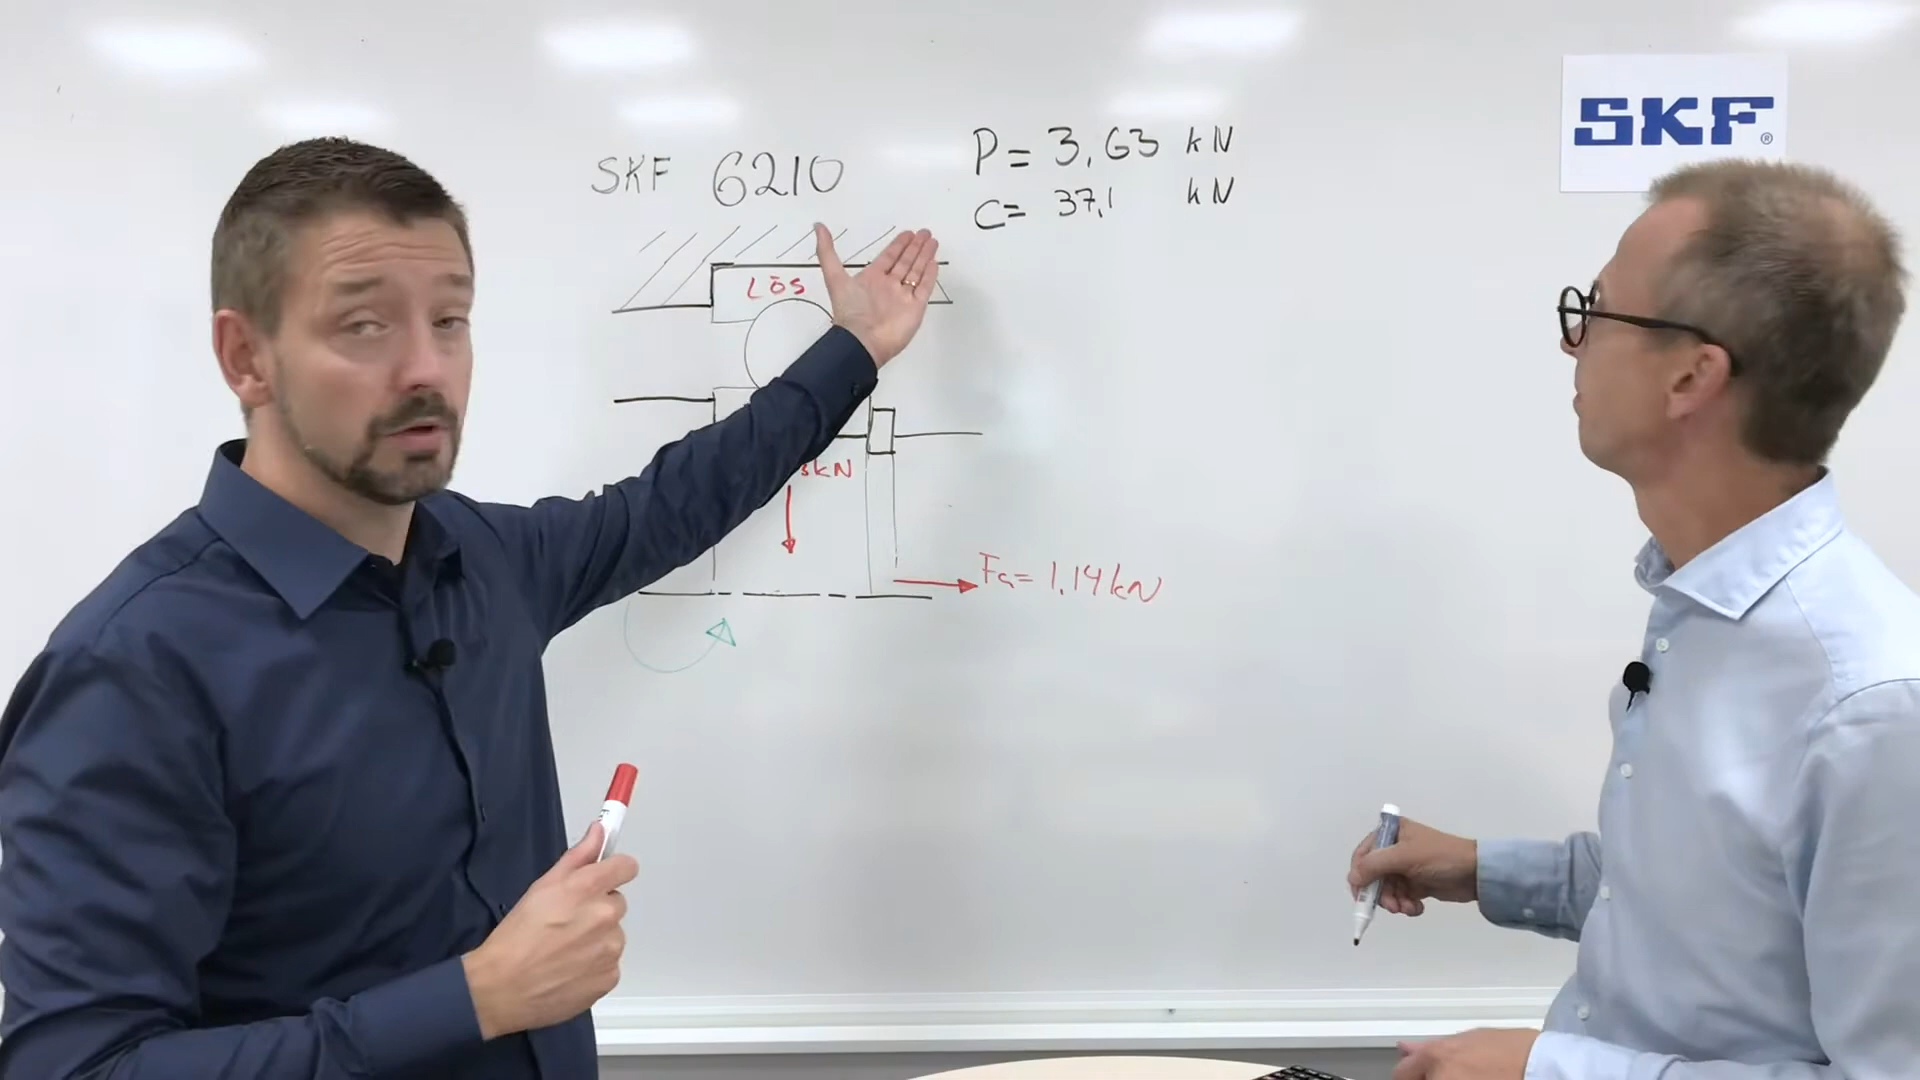 SKF®
SKF 6210
P = 3,63 kN
C = 37,1 kN
LÖS
kN
Fa = 1.14 kN